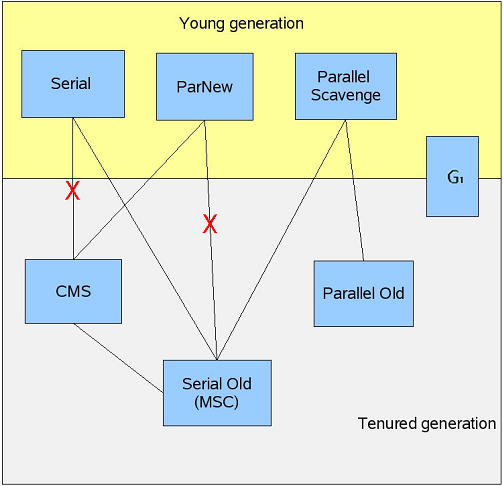 Young generation
Serial
ParNew
Parallel
Scavenge
G1
X
X
CMS
Parallel Old
Serial Old
(MSC)
Tenured generation